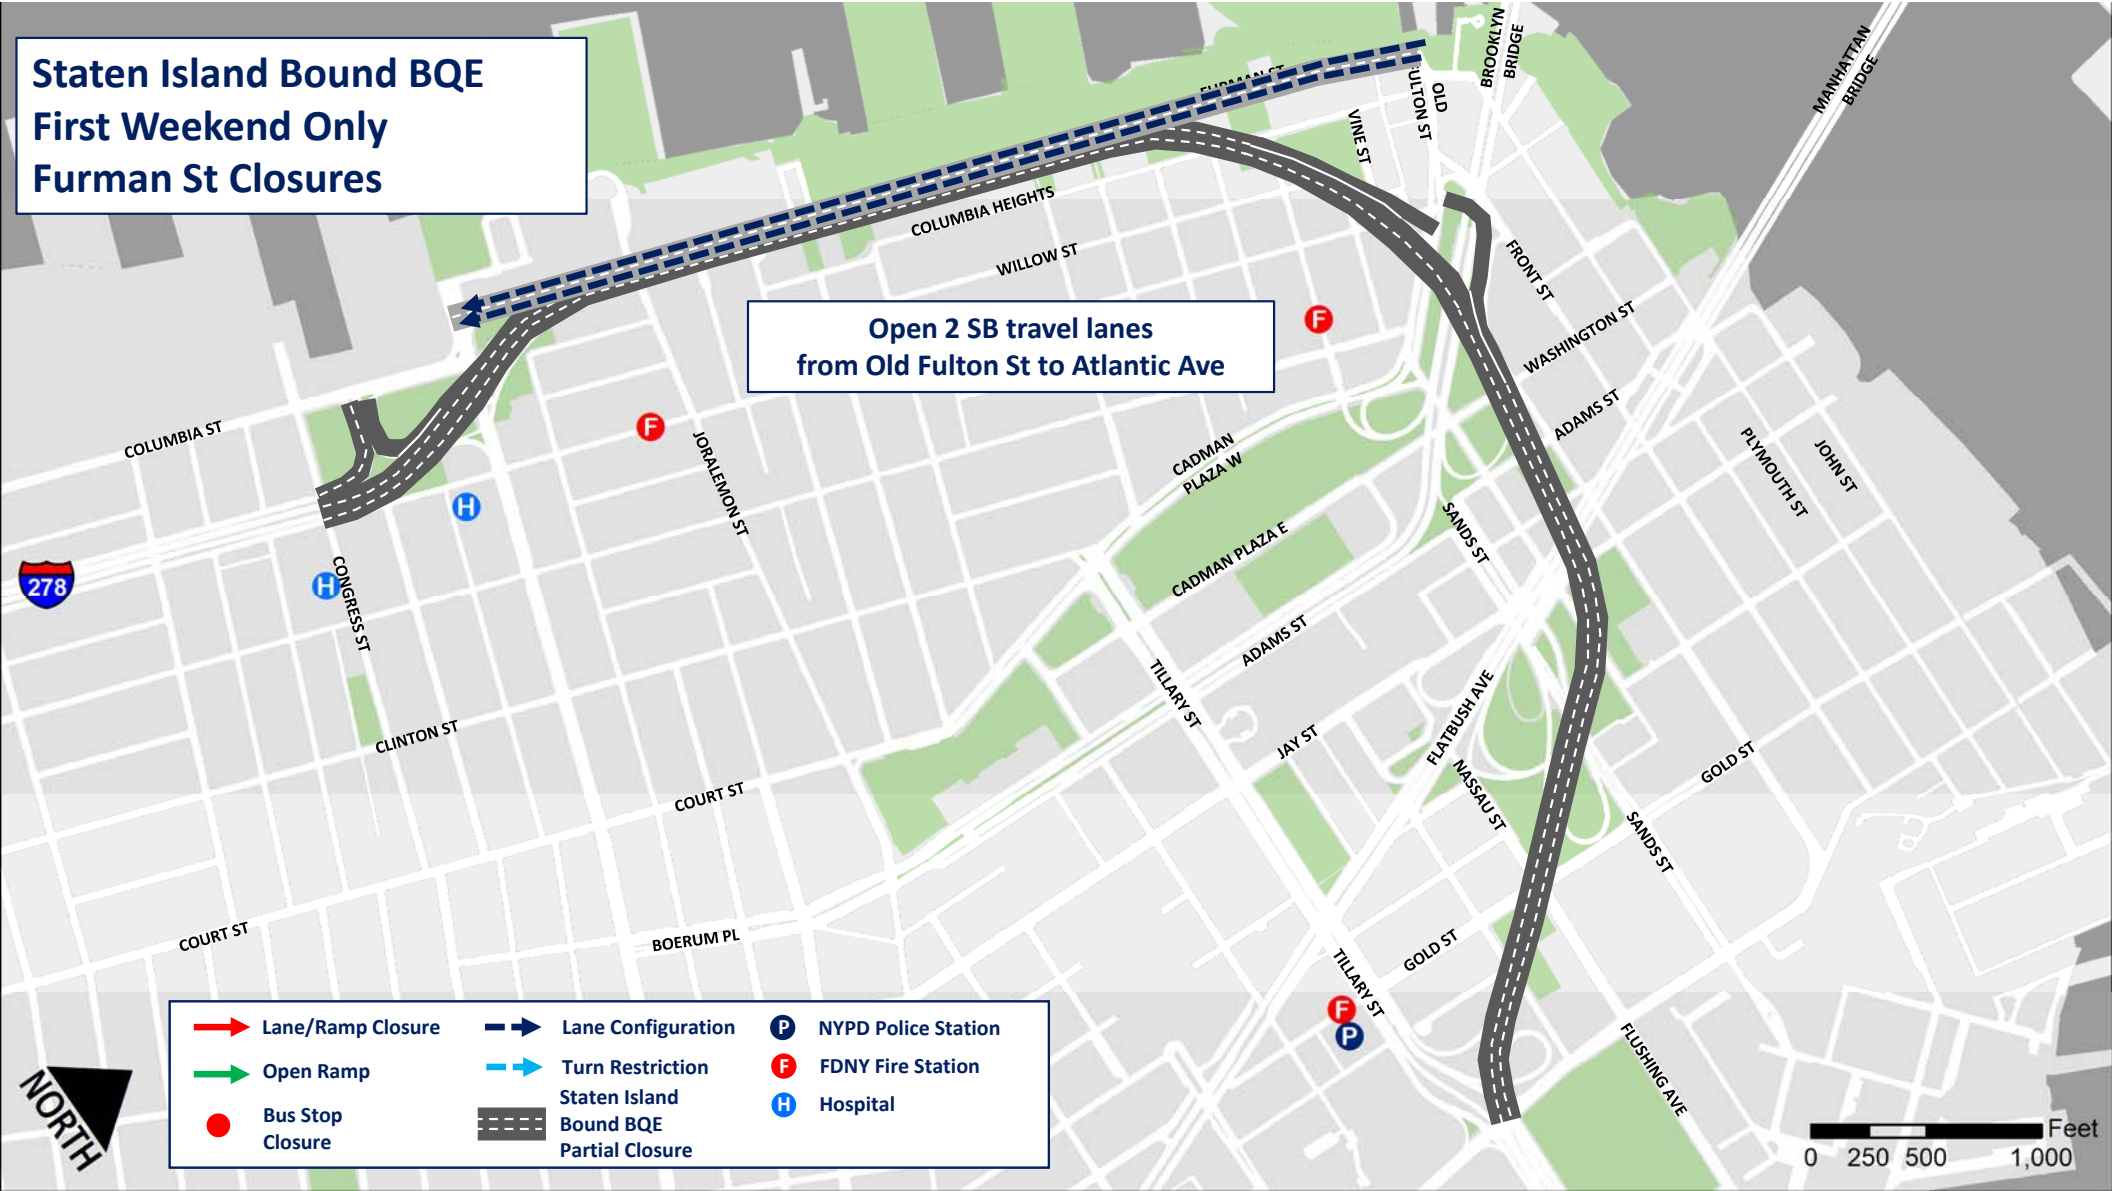 Staten Island Bound BQE
First Weekend Only
Furman St Closures
BROOKLYN
BRIDGE
MANHATTAN
BRIDGE
FURMAN ST
OLD
FULTON ST
VINE ST
COLUMBIA HEIGHTS
WILLOW ST
FRONT ST
Open 2 SB travel lanes
from Old Fulton St to Atlantic Ave
F
WASHINGTON ST
ADAMS ST
COLUMBIA ST
F
JORALEMON ST
CADMAN
PLAZA W
PLYMOUTH ST
JOHN ST
H
SANDS ST
CADMAN PLAZA E
278
H
CONGRESS ST
ADAMS ST
TILLARY ST
FLATBUSH AVE
CLINTON ST
JAY ST
NASSAU ST
GOLD ST
COURT ST
SANDS ST
COURT ST
BOERUM PL
GOLD ST
TILLARY ST
F
P
FLUSHING AVE
Lane/Ramp Closure
Open Ramp
Bus Stop
Closure
Lane Configuration
Turn Restriction
Staten Island
Bound BQE
Partial Closure
P NYPD Police Station
F FDNY Fire Station
H Hospital
NORTH
Feet
0 250 500 1,000